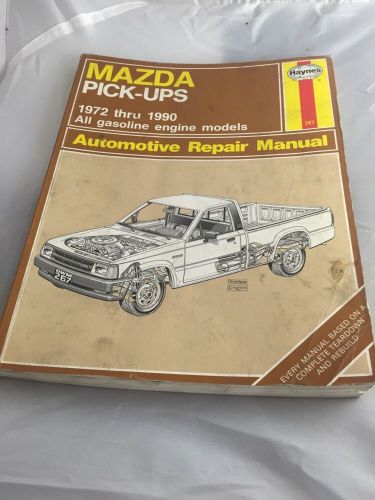 MAZDA
PICK-UPS
1972 thru 1990
All gasoline engine models
Haynes
267
Automotive Repair Manual
267
EVERY MANUAL BASED ON A
COMPLETE TEARDOWN
AND REBUILD